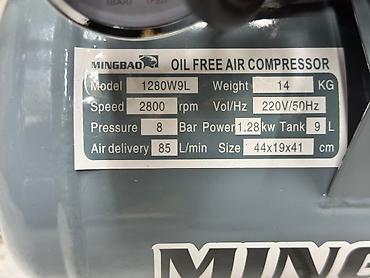 MINGBAO OIL FREE AIR COMPRESSOR
Model 1280W9L Weight 14 KG
Speed 2800 rpm Vol/Hz 220V/50Hz
Pressure 8 Bar Power 1.28 kw Tank 9 L
Air delivery 85 L/min Size 44x19x41 cm
MING